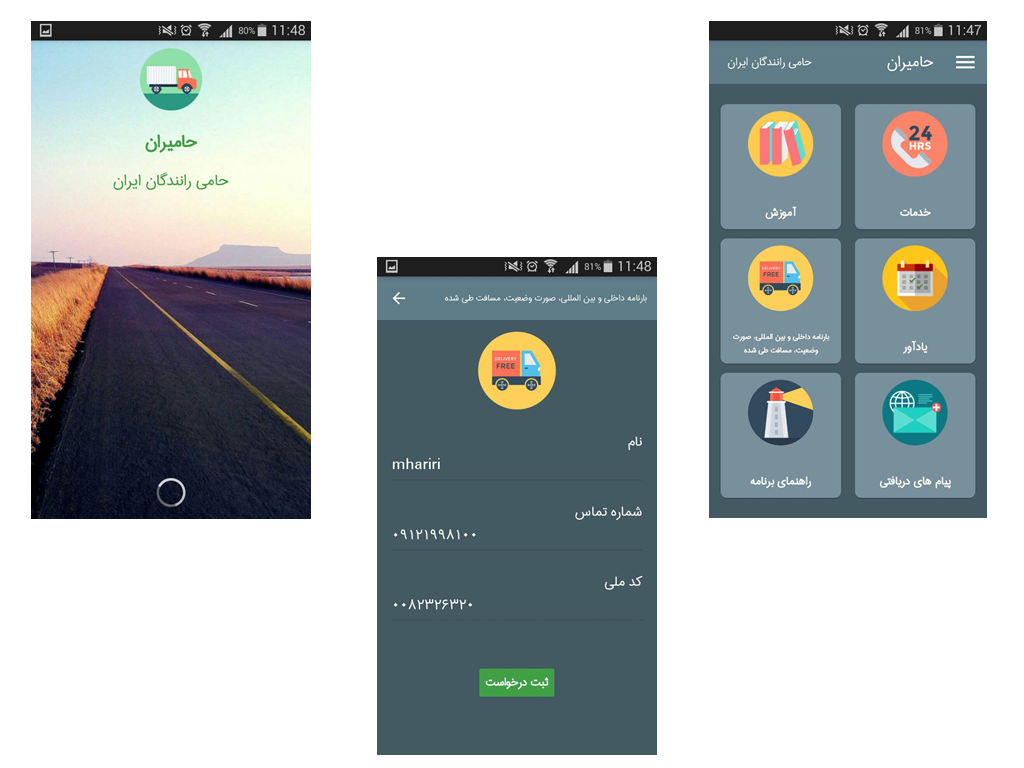 80% 11:48
حامیران
حامی رانندگان ایران
81% 11:48
بارنامه داخلی و بین المللی، صورت وضعیت، مسافت طی شده
DELIVERY
FREE
نام
mhariri
شماره تماس
۰۹۱۲۱۹۹۸۱۰۰
کد ملی
۰۰۸۲۳۲۶۳۲۰
ثبت درخواست
81% 11:47
حامیران
حامی رانندگان ایران
24
HRS
خدمات
آموزش
یادآور
DELIVERY
FREE
بارنامه داخلی و بین المللی، صورت
وضعیت، مسافت طی شده
پیام های دریافتی
راهنمای برنامه